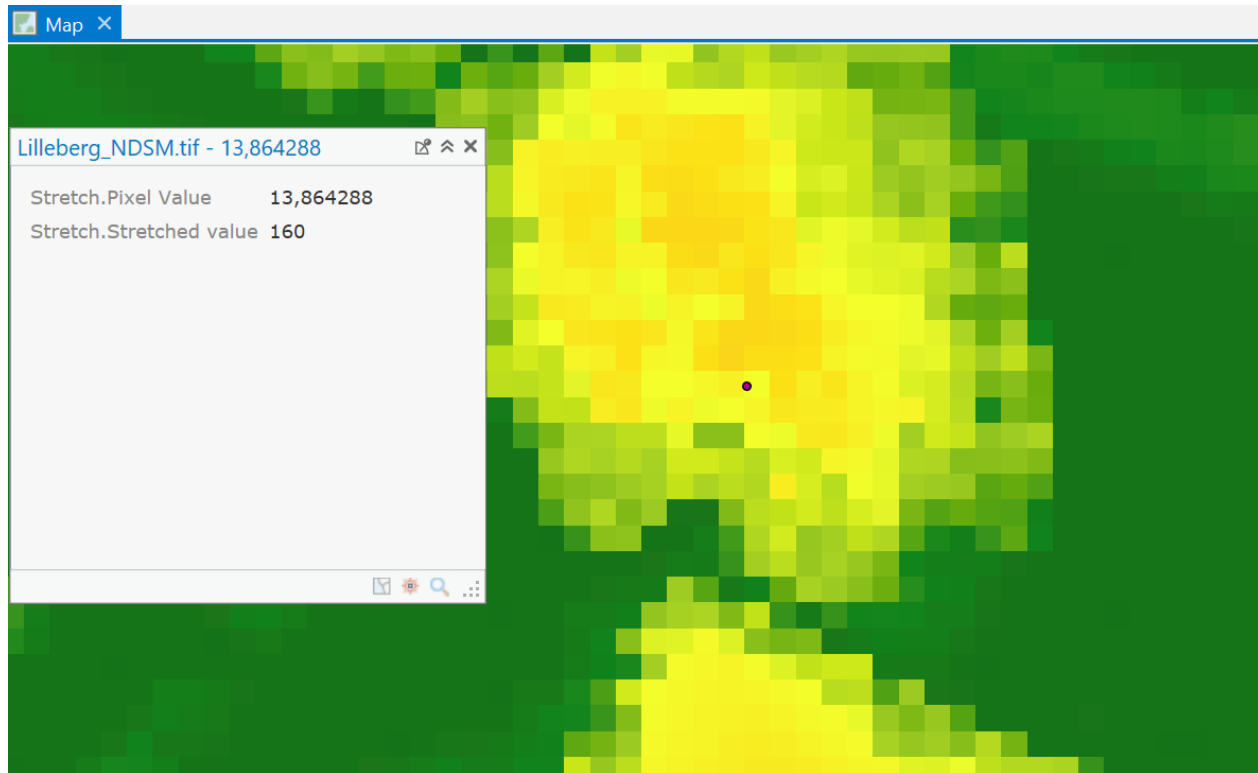 Map
Lilleberg_NDSM.tif - 13,864288
Stretch.Pixel Value 13,864288
Stretch.Stretched value 160